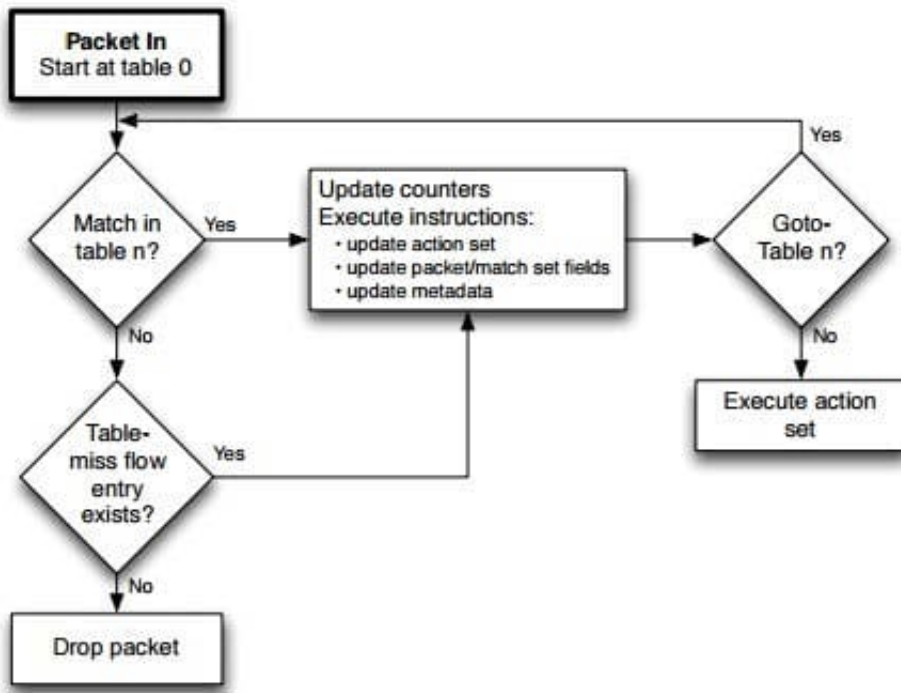 Packet In
Start at table 0
Yes
Match in
table n?
Yes
Update counters
Execute instructions:
• update action set
• update packet/match set fields
• update metadata
Goto-
Table n?
No
No
Execute action
set
Table-
miss flow
entry
exists?
Yes
No
Drop packet